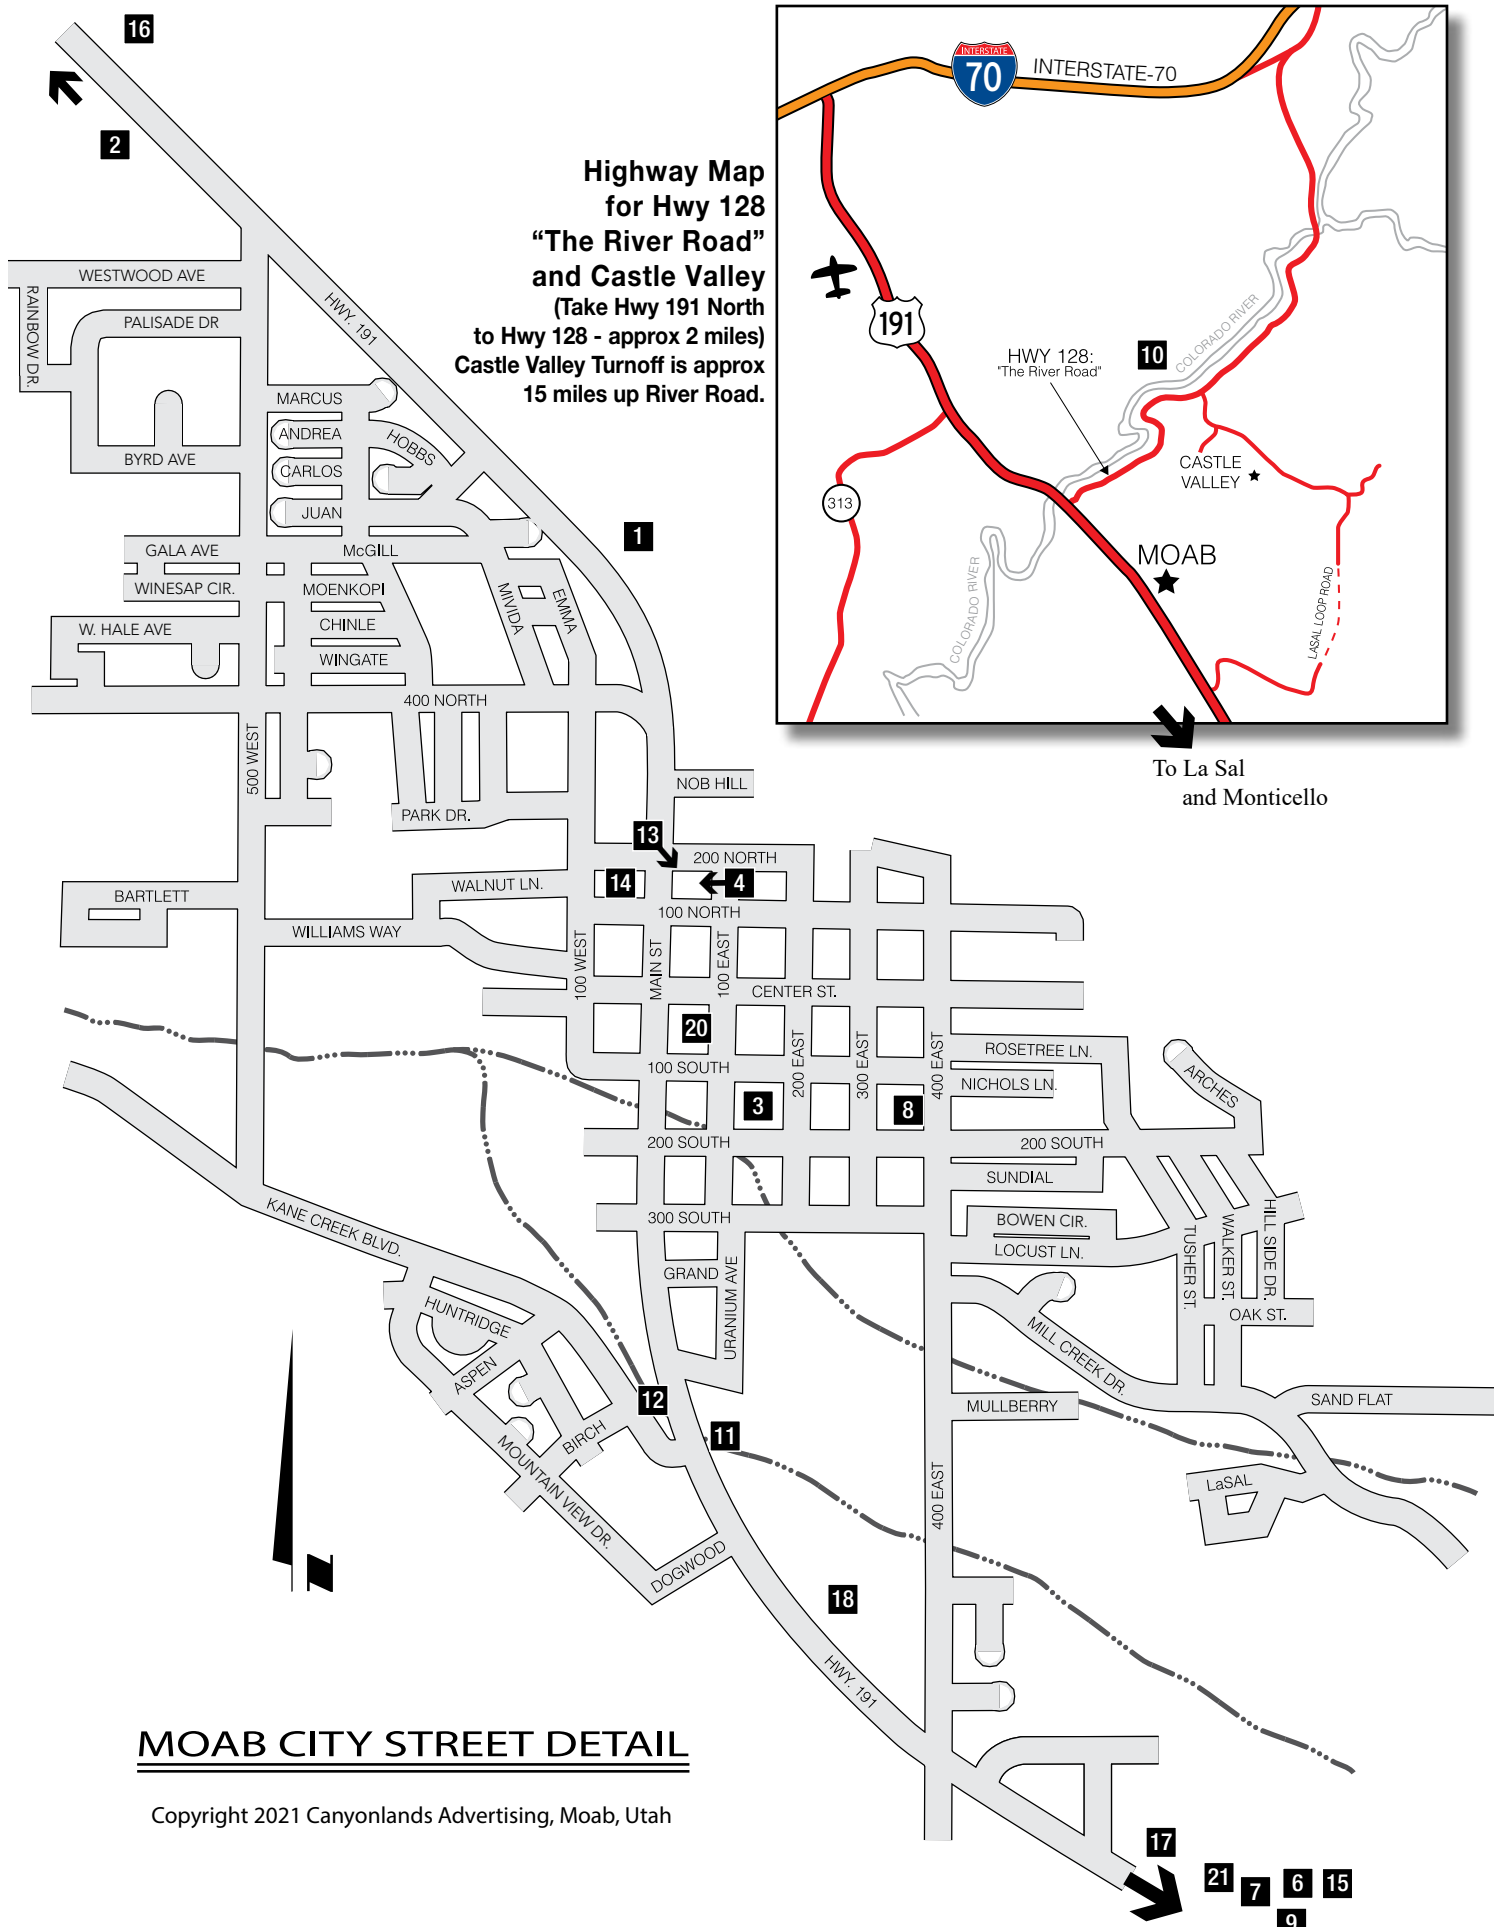 16
2
Highway Map
for Hwy 128
“The River Road”
and Castle Valley
(Take Hwy 191 North
to Hwy 128 - approx 2 miles)
Castle Valley Turnoff is approx
15 miles up River Road.
INTERSTATE
70
INTERSTATE-70
191
HWY 128:
"The River Road"
10
COLORADO RIVER
CASTLE
VALLEY
313
MOAB
COLORADO RIVER
LASAL LOOP ROAD
To La Sal
and Monticello
WESTWOOD AVE
RAINBOW DR.
PALISADE DR
HWY. 191
MARCUS
ANDREA
HOBBS
BYRD AVE
CARLOS
JUAN
1
GALA AVE
McGILL
WINESAP CIR.
MOENKOPI
MIVIDA
EMMA
W. HALE AVE
CHINLE
WINGATE
400 NORTH
500 WEST
NOB HILL
PARK DR.
13
200 NORTH
14
4
WALNUT LN.
BARTLETT
100 NORTH
WILLIAMS WAY
100 WEST
MAIN ST
100 EAST
CENTER ST.
20
200 EAST
300 EAST
400 EAST
ROSETREE LN.
100 SOUTH
NICHOLS LN.
ARCHES
3
8
200 SOUTH
200 SOUTH
SUNDIAL
KANE CREEK BLVD.
300 SOUTH
BOWEN CIR.
LOCUST LN.
TUSHER ST.
WALKER ST.
HILL SIDE DR.
GRAND
URANIUM AVE
HUNTRIDGE
OAK ST.
MILL CREEK DR.
ASPEN
12
MULLBERRY
SAND FLAT
BIRCH
11
MOUNTAIN VIEW DR.
LaSAL
400 EAST
DOGWOOD
N
18
HWY. 191
MOAB CITY STREET DETAIL
Copyright 2021 Canyonlands Advertising, Moab, Utah
17
21
7
6
15
9